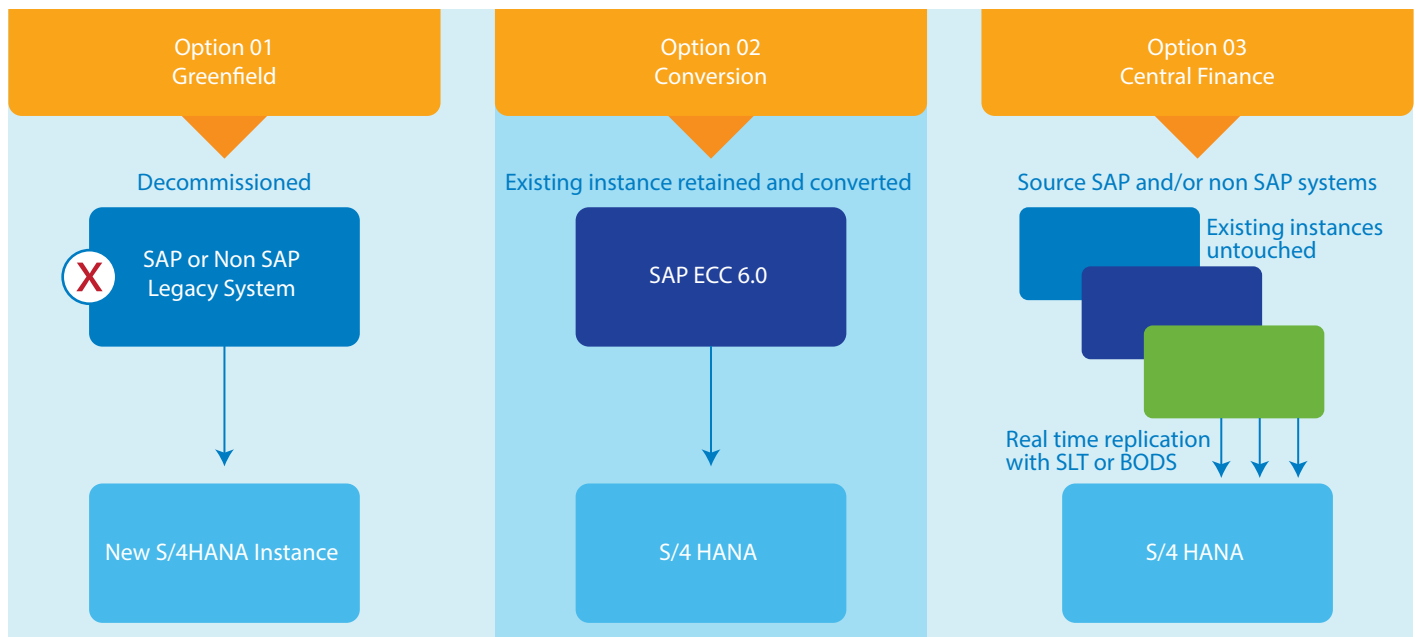 Option 01
Greenfield
Decommissioned
X
SAP or Non SAP
Legacy System
New S/4HANA Instance
Option 02
Conversion
Existing instance retained and converted
SAP ECC 6.0
S/4 HANA
Option 03
Central Finance
Source SAP and/or non SAP systems
Existing instances
untouched
Real time replication
with SLT or BODS
S/4 HANA